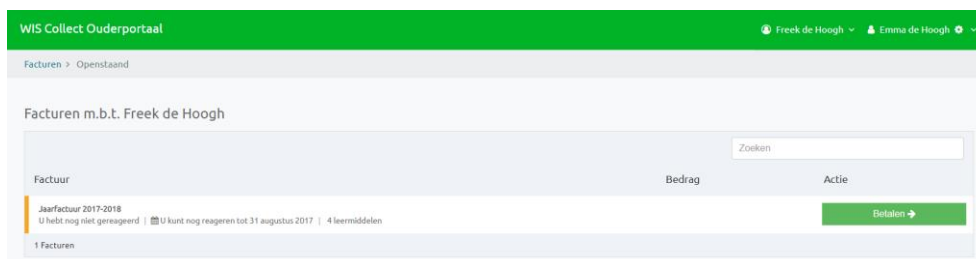 WIS Collect Ouderportaal
Freek de Hoogh Emma de Hoogh
Facturen > Openstaand
Facturen m.b.t. Freek de Hoogh
Zoeken
Factuur Bedrag Actie
Jaarfactuur 2017-2018
U hebt nog niet gereageerd | U kunt nog reageren tot 31 augustus 2017 | 4 leermiddelen
Betalen →
1 Facturen